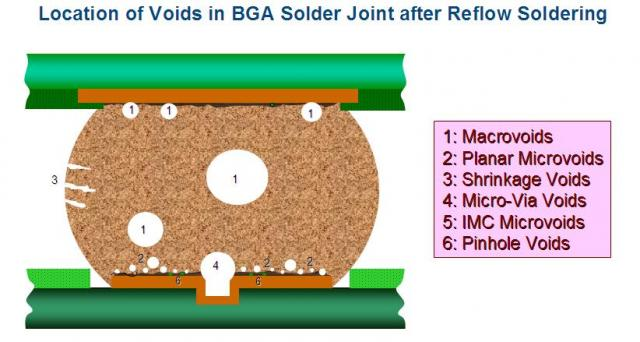 Location of Voids in BGA Solder Joint after Reflow Soldering
1 1 1
3
1
1
2 4 2 2
6 6
1: Macrovoids
2: Planar Microvoids
3: Shrinkage Voids
4: Micro-Via Voids
5: IMC Microvoids
6: Pinhole Voids